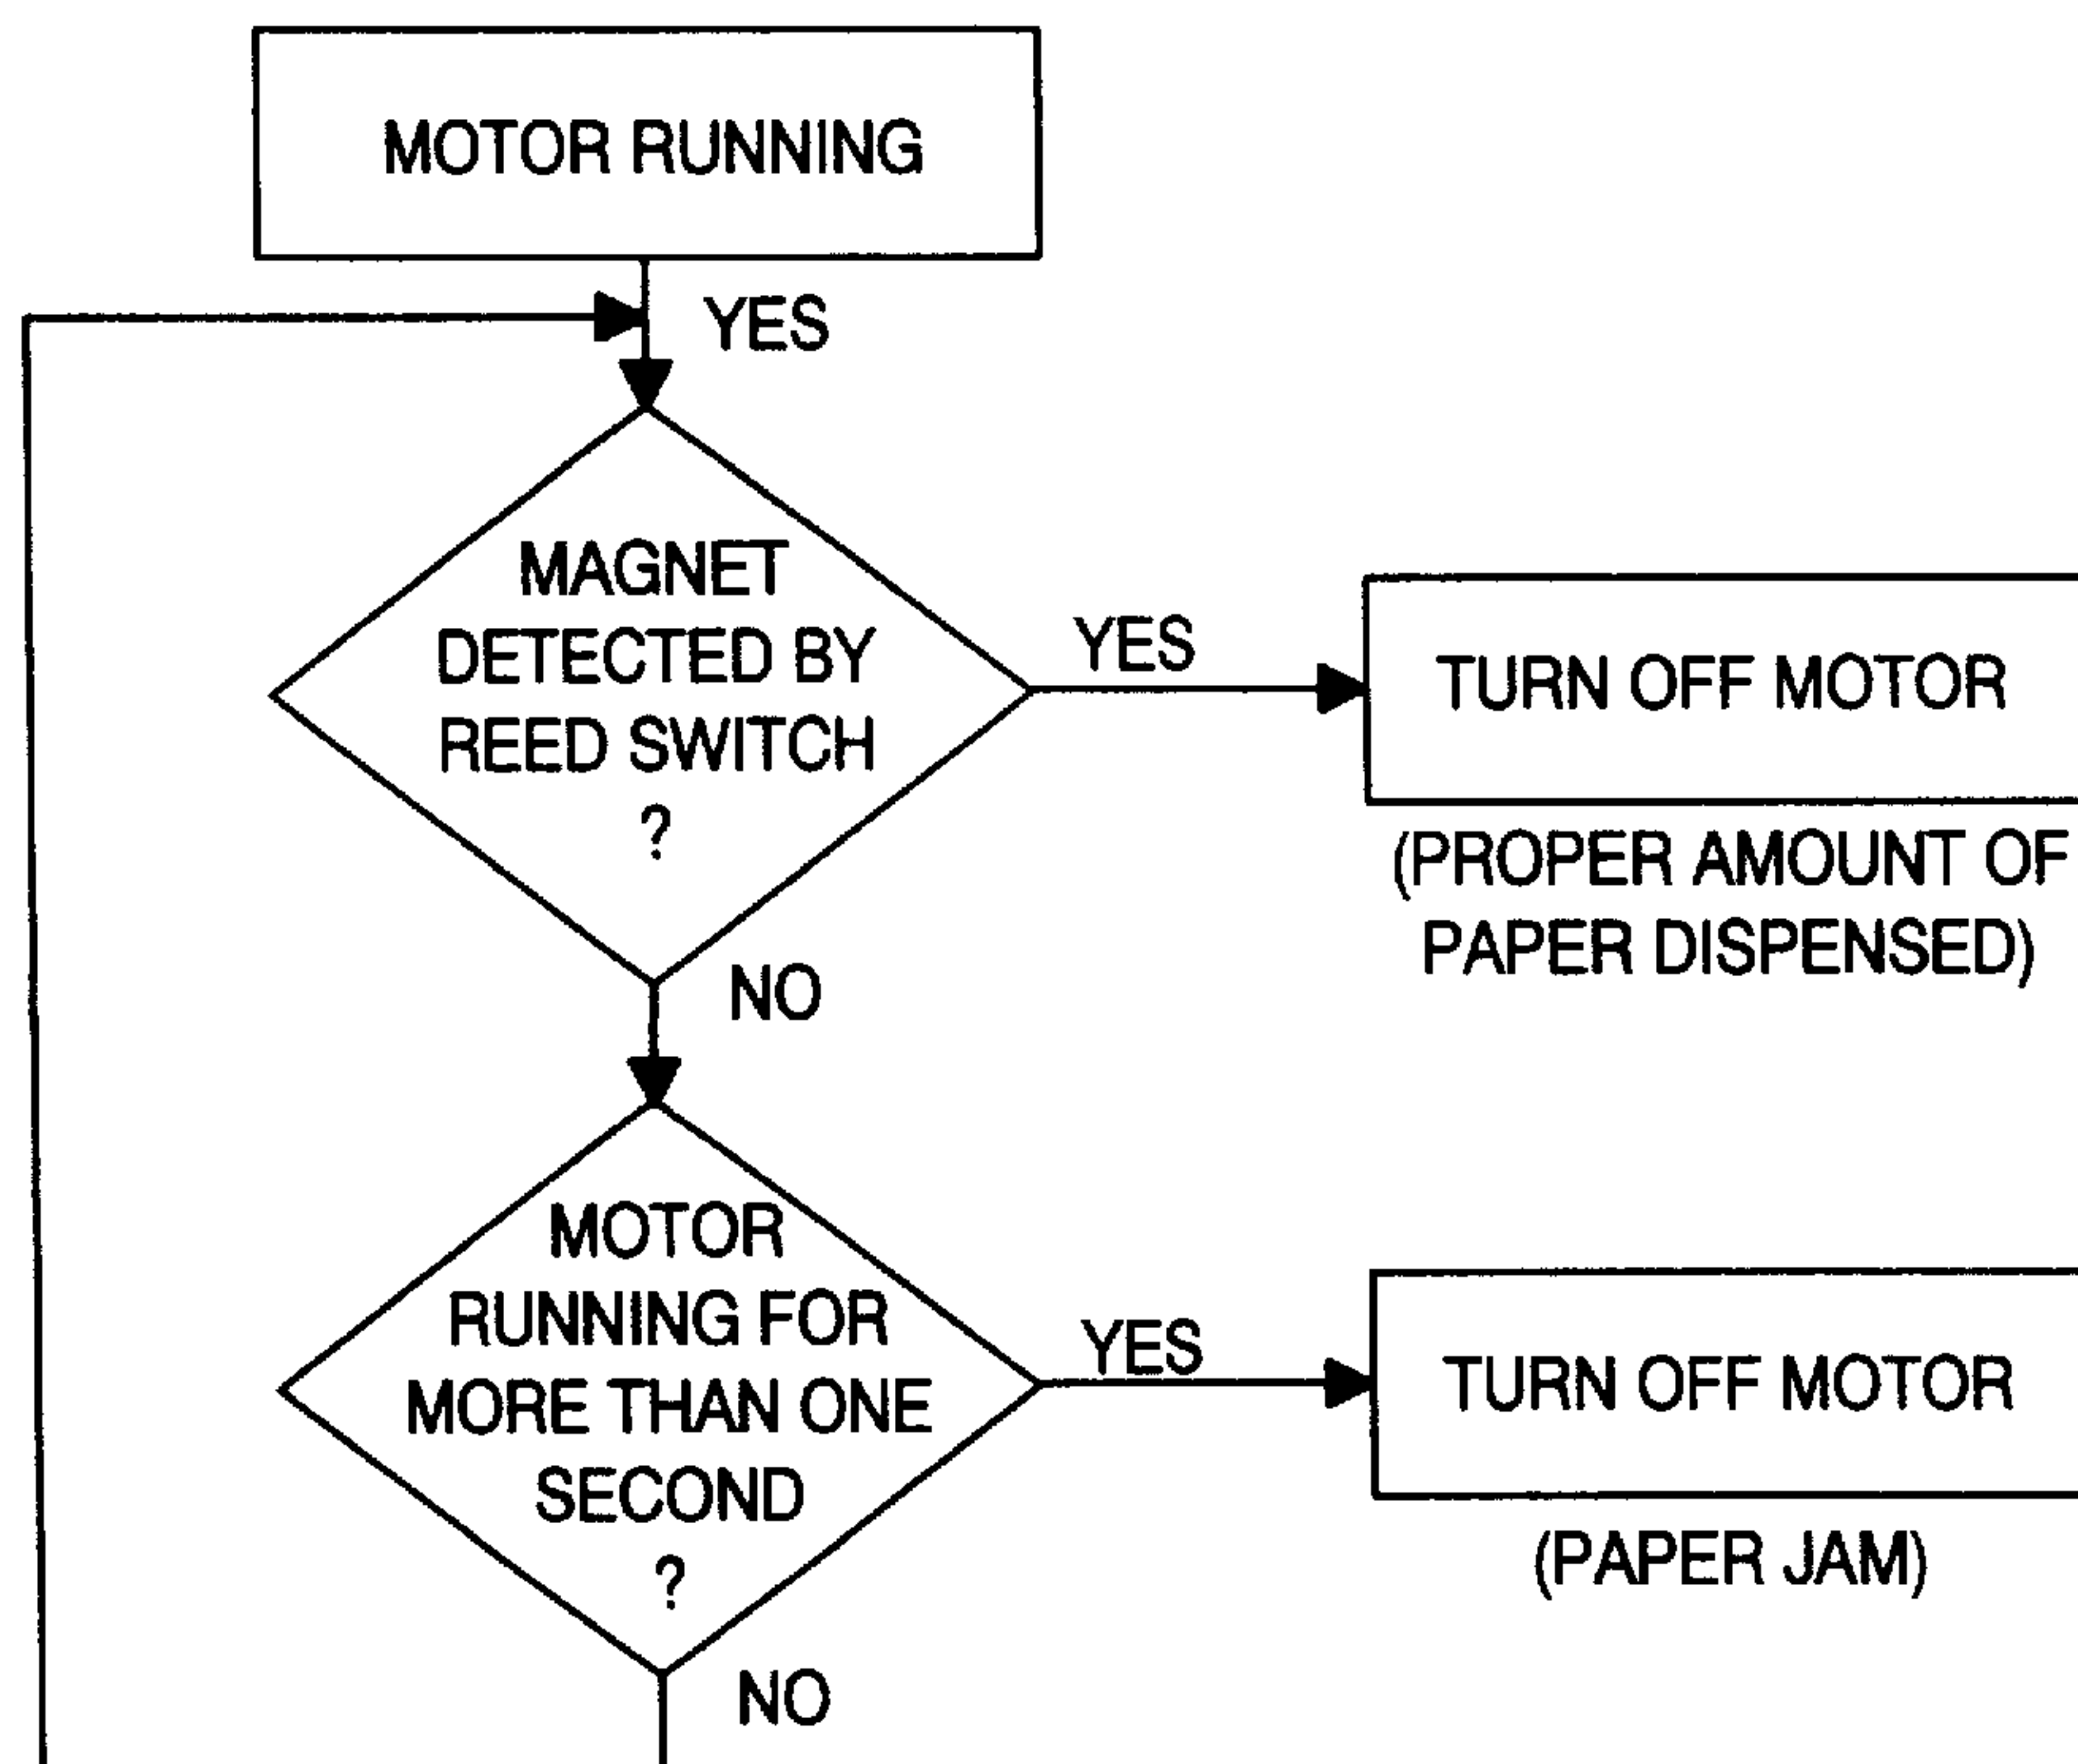 MOTOR RUNNING
YES
MAGNET
DETECTED BY
REED SWITCH
?
YES
TURN OFF MOTOR
(PROPER AMOUNT OF
PAPER DISPENSED)
NO
MOTOR
RUNNING FOR
MORE THAN ONE
SECOND
?
YES
TURN OFF MOTOR
(PAPER JAM)
NO